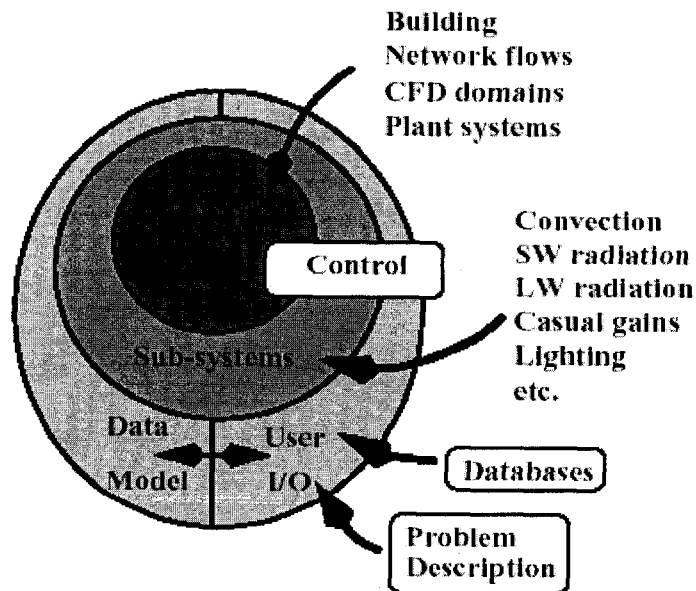 Building
Network flows
CFD domains
Plant systems
Convection
SW radiation
LW radiation
Casual gains
Lighting
etc.
Control
Sub-systems
Data
Model
User
I/O
Databases
Problem
Description